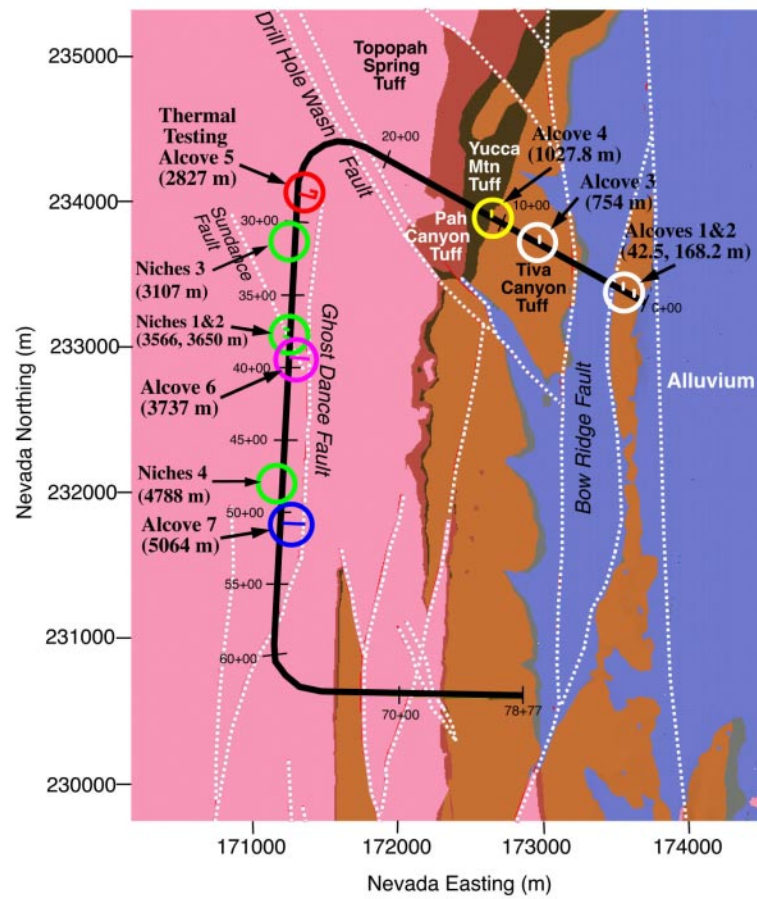 235000
234000
233000
232000
231000
230000
Nevada Northing (m)
171000
172000
173000
174000
Nevada Easting (m)
Drill Hole Wash
Fault
Topopah
Spring
Tuff
Thermal
Testing
Alcove 5
(2827 m)
20+00
Yucca
Mtn
Tuff
Alcove 4
(1027.8 m)
10+00
Alcove 3
(754 m)
Alcoves 1&2
(42.5, 168.2 m)
0+00
Pah
Canyon
Tuff
Tiva
Canyon
Tuff
Sundance
Fault
30+00
Niches 3
(3107 m)
35+00
Niches 1&2
(3566, 3650 m)
Ghost Dance Fault
40+00
Alcove 6
(3737 m)
Alluvium
Bow Ridge Fault
45+00
Niches 4
(4788 m)
50+00
Alcove 7
(5064 m)
55+00
60+00
70+00
78+77